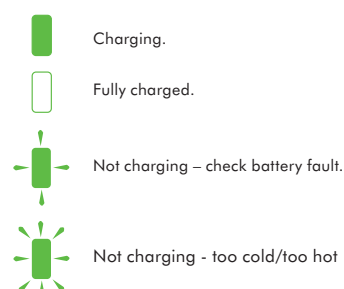 Charging.
Fully charged.
Not charging – check battery fault.
Not charging - too cold/too hot